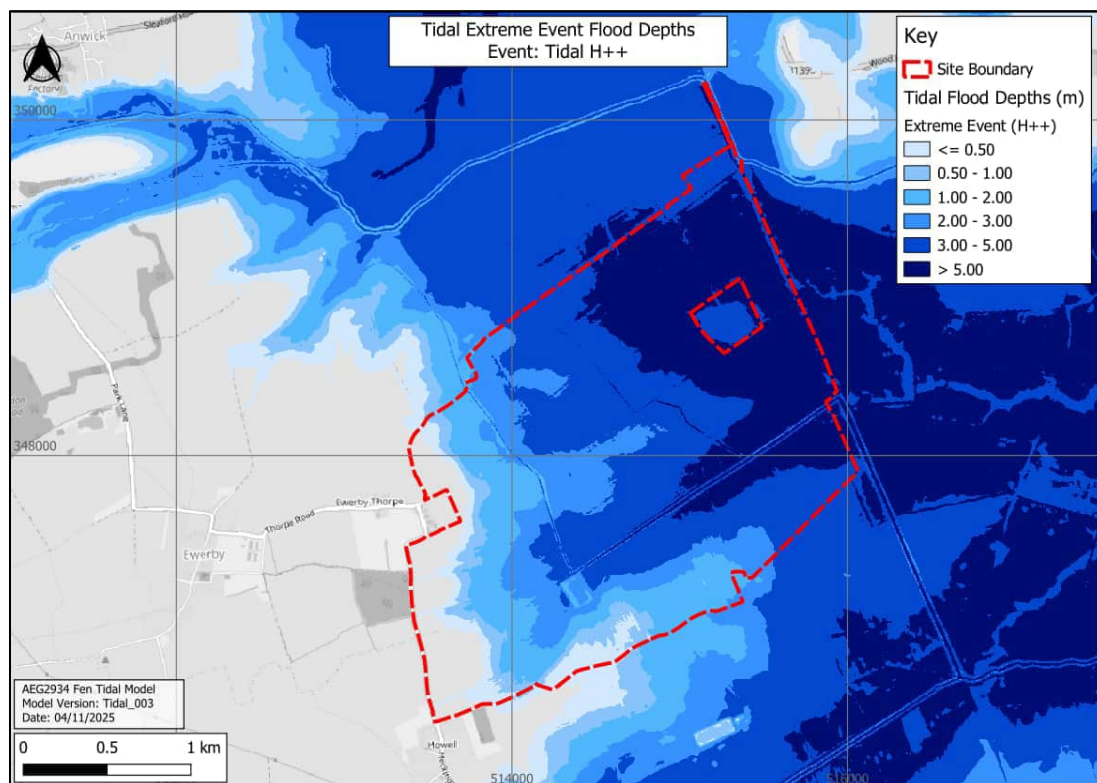 Tidal Extreme Event Flood Depths
Event: Tidal H++
Key
Site Boundary
Tidal Flood Depths (m)
Extreme Event (H++)
<= 0.50
0.50 - 1.00
1.00 - 2.00
2.00 - 3.00
3.00 - 5.00
> 5.00
Sleaford
Anwick
Factory
Wood
350000
Park Lane
348000
Ewerby Thorpe
Thorpe Road
Ewerby
Howell
514000
516000
AEG2934 Fen Tidal Model
Model Version: Tidal_003
Date: 04/11/2025
0 0.5 1 km